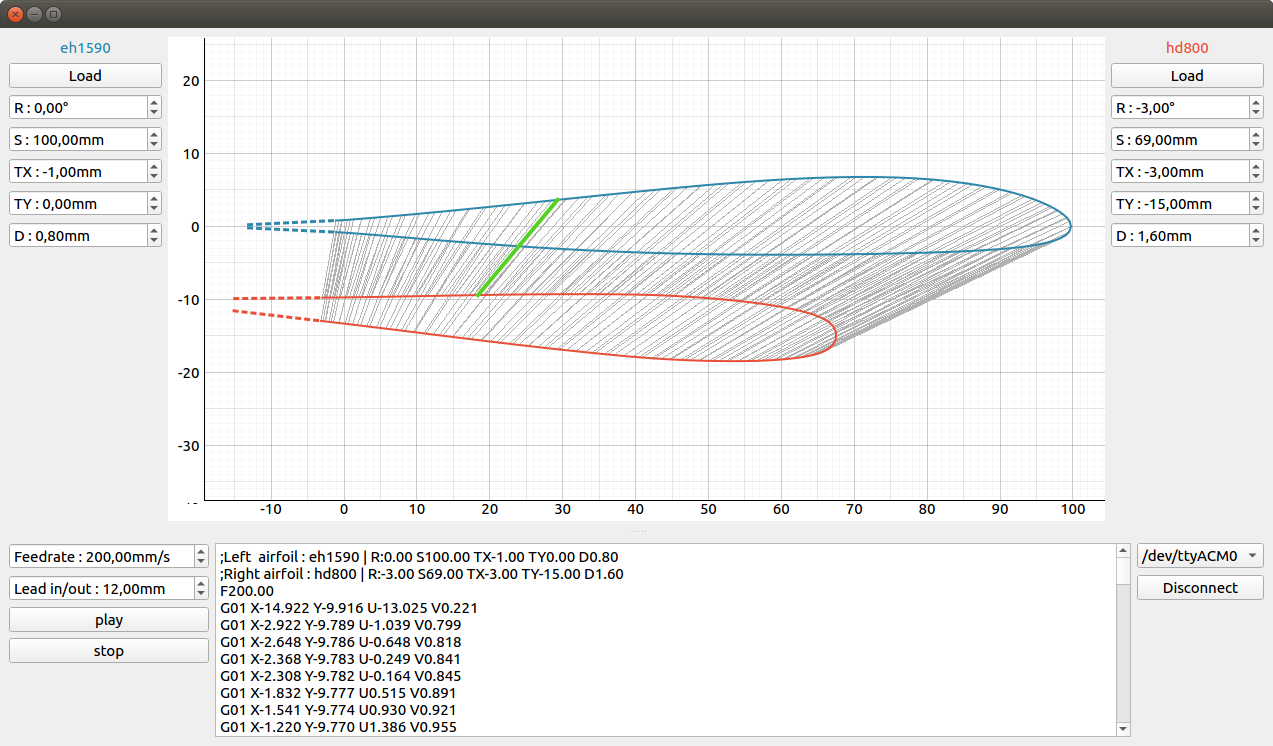 eh1590
Load
R : 0,00°
S : 100,00mm
TX : -1,00mm
TY : 0,00mm
D : 0,80mm
20
10
0
-10
-20
-30
-10 0 10 20 30 40 50 60 70 80 90 100
hd800
Load
R : -3,00°
S : 69,00mm
TX : -3,00mm
TY : -15,00mm
D : 1,60mm
Feedrate : 200,00mm/s
Lead in/out : 12,00mm
play
stop
;Left airfoil : eh1590 | R:0.00 S100.00 TX-1.00 TY0.00 D0.80
;Right airfoil : hd800 | R:-3.00 S69.00 TX-3.00 TY-15.00 D1.60
F200.00
G01 X-14.922 Y-9.916 U-13.025 V0.221
G01 X-2.922 Y-9.789 U-1.039 V0.799
G01 X-2.648 Y-9.786 U-0.648 V0.818
G01 X-2.368 Y-9.783 U-0.249 V0.841
G01 X-2.308 Y-9.782 U-0.164 V0.845
G01 X-1.832 Y-9.777 U0.515 V0.891
G01 X-1.541 Y-9.774 U0.930 V0.921
G01 X-1.220 Y-9.770 U1.386 V0.955
/dev/ttyACM0
Disconnect